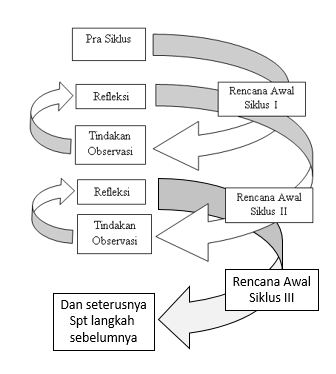 Pra Siklus
Refleksi
Rencana Awal
Siklus I
Tindakan
Observasi
Refleksi
Rencana Awal
Siklus II
Tindakan
Observasi
Rencana Awal
Siklus III
Dan seterusnya
Spt langkah
sebelumnya